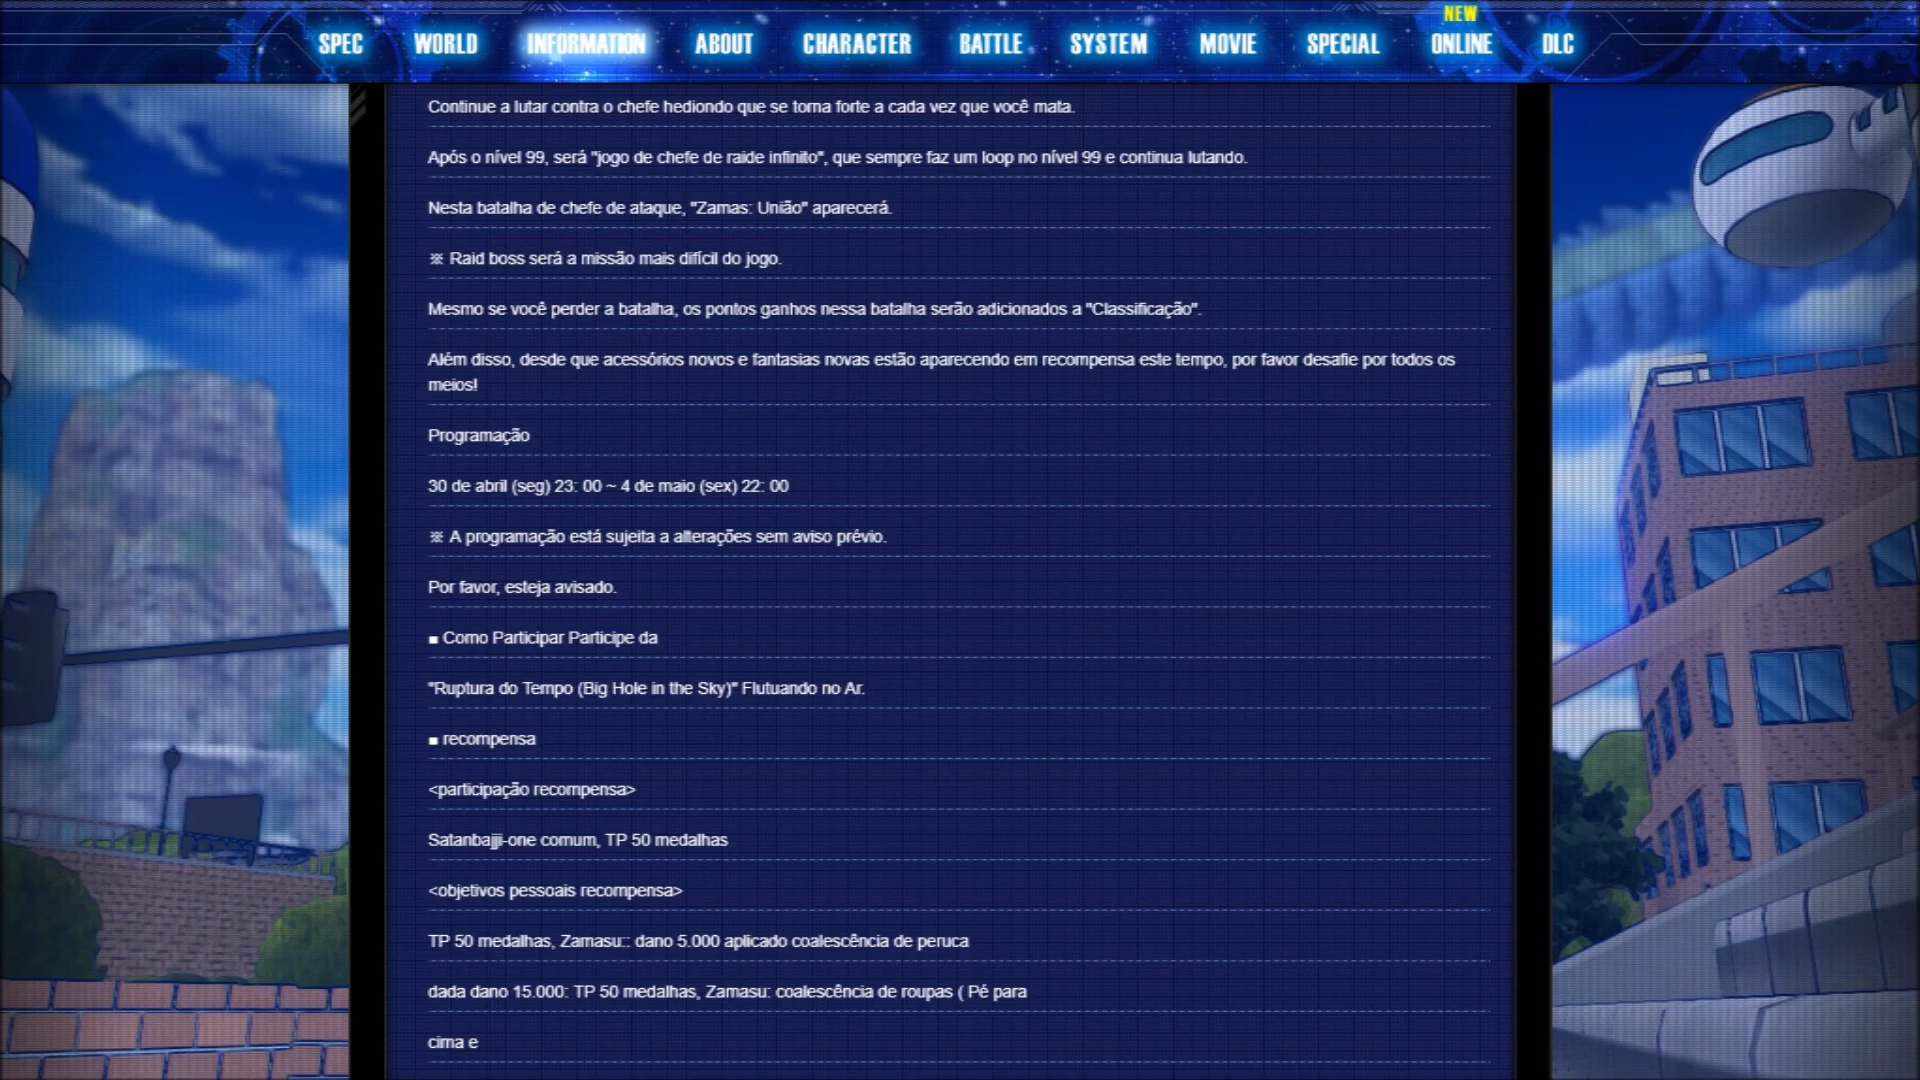 NEW
SPEC WORLD INFORMATION ABOUT CHARACTER BATTLE SYSTEM MOVIE SPECIAL ONLINE DLC
Continue a lutar contra o chefe hediondo que se torna forte a cada vez que você mata.
Após o nível 99, será "jogo de chefe de raide infinito", que sempre faz um loop no nível 99 e continua lutando.
Nesta batalha de chefe de ataque, "Zamas: União" aparecerá.
※ Raid boss será a missão mais difícil do jogo.
Mesmo se você perder a batalha, os pontos ganhos nessa batalha serão adicionados a "Classificação".
Além disso, desde que acessórios novos e fantasias novas estão aparecendo em recompensa este tempo, por favor desafie por todos os
meios!
Programação
30 de abril (seg) 23: 00 ~ 4 de maio (sex) 22: 00
※ A programação está sujeita a alterações sem aviso prévio.
Por favor, esteja avisado.
■ Como Participar Participe da
"Ruptura do Tempo (Big Hole in the Sky)" Flutuando no Ar.
■ recompensa
<participação recompensa>
Satanbajji-one comum, TP 50 medalhas
<objetivos pessoais recompensa>
TP 50 medalhas, Zamasu:: dano 5.000 aplicado coalescência de peruca
dada dano 15.000: TP 50 medalhas, Zamasu: coalescência de roupas ( Pé para
cima e